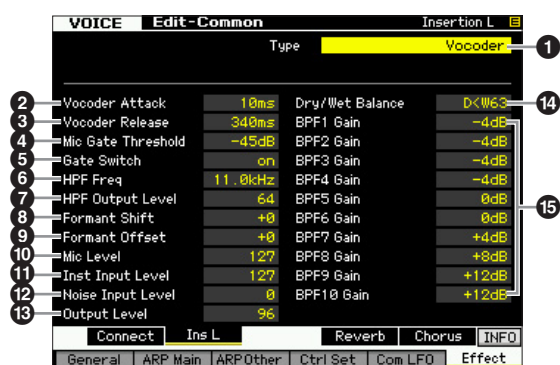 VOICE Edit-Common Insertion L E
Type Vocoder 1
2 Vocoder Attack 10ms Dry/Wet Balance D<W63 14
3 Vocoder Release 340ms BPF1 Gain -4dB
4 Mic Gate Threshold -45dB BPF2 Gain -4dB
5 Gate Switch on BPF3 Gain -4dB
6 HPF Freq 11.0kHz BPF4 Gain -4dB
7 HPF Output Level 64 BPF5 Gain 0dB 15
8 Formant Shift +0 BPF6 Gain 0dB
9 Formant Offset +0 BPF7 Gain +4dB
10 Mic Level 127 BPF8 Gain +8dB
11 Inst Input Level 127 BPF9 Gain +12dB
12 Noise Input Level 0 BPF10 Gain +12dB
13 Output Level 96
Connect Ins L Reverb Chorus INFO
General ARP Main ARP Other Ctrl Set Com LFO Effect